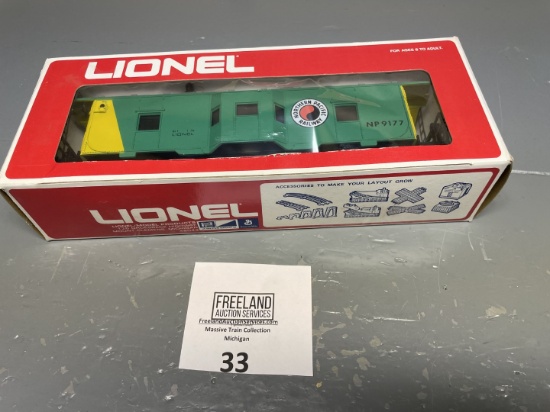 LIONEL
FOR AGES 8 TO ADULT
NORTHERN PACIFIC
RAILWAY
NP 9177
LIONEL
LIONEL
ACCESSORIES TO MAKE YOUR LAYOUT GROW
FREELAND
AUCTION SERVICES
Massive Train Collection
Michigan
33